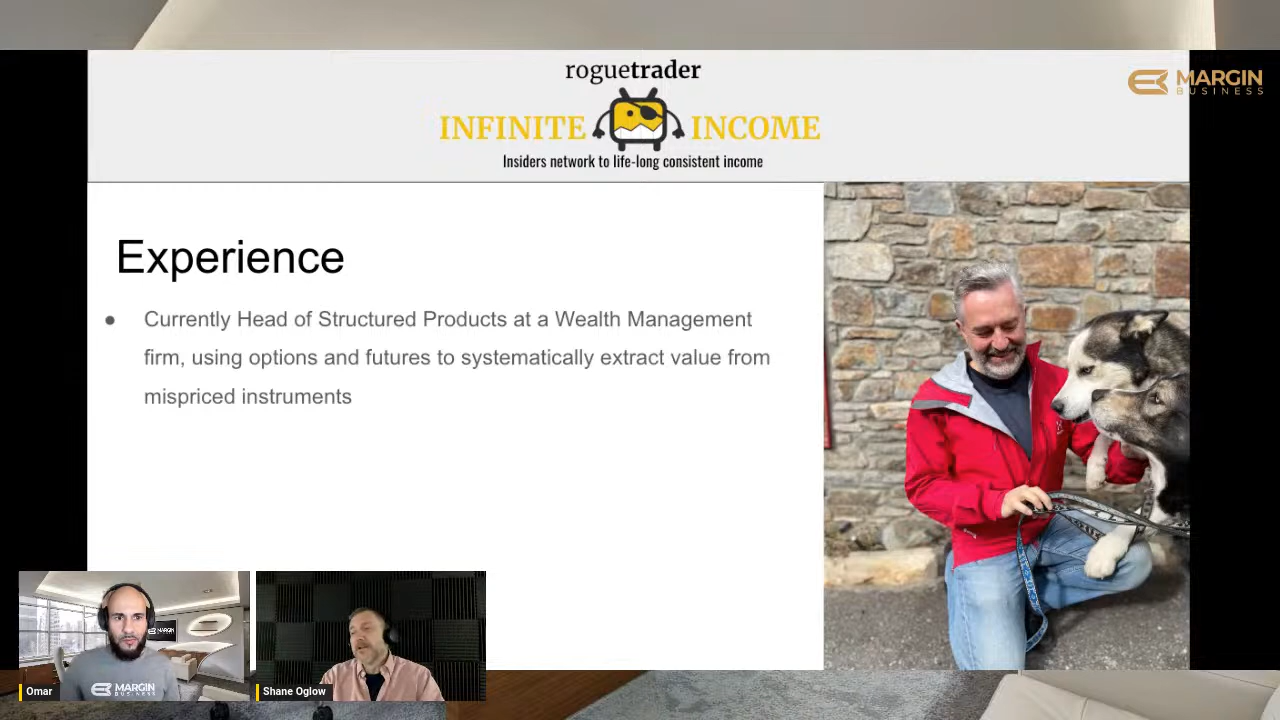 roguetrader
INFINITE INCOME
Insiders network to life-long consistent income
MARGIN
BUSINESS
Experience
● Currently Head of Structured Products at a Wealth Management
firm, using options and futures to systematically extract value from
mispriced instruments
MARGIN
MARGIN
BUSINESS
Omar
Shane Oglow